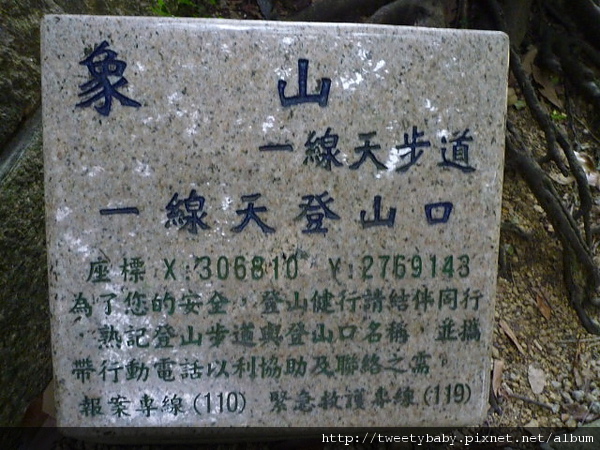 象山
一線天步道
一線天登山口
座標 X:306810 Y:2769143
為了您的安全，登山健行請結伴同行
，熟記登山步道與登山口名稱，並攜
帶行動電話以利協助及聯絡之需。
報案專線(110) 緊急救護專線(119)
http://tweetybaby.pixnet.net/album